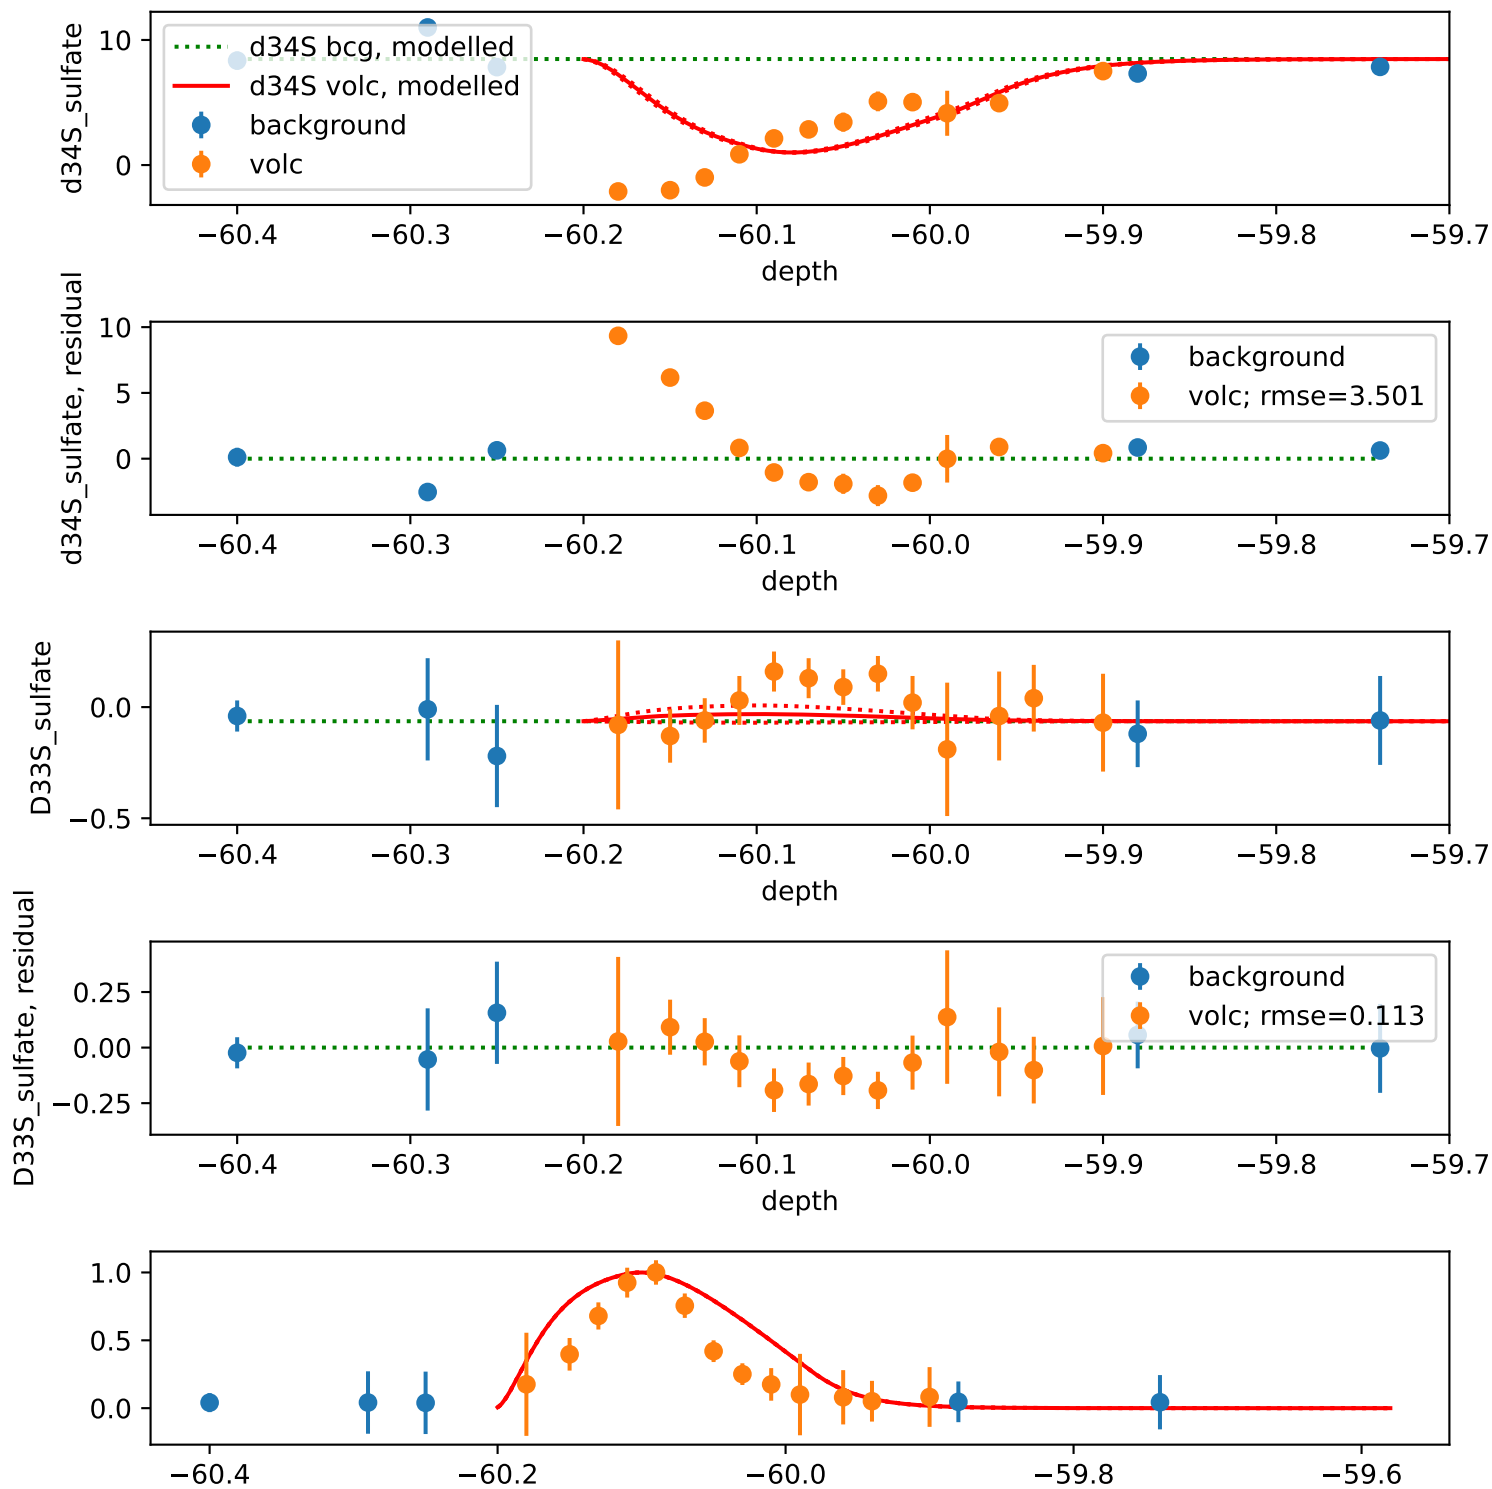 d34S_sulfate
10
0
d34S bcg, modelled
d34S volc, modelled
background
volc
−60.4 −60.3 −60.2 −60.1 −60.0 −59.9 −59.8 −59.7
depth
d34S_sulfate, residual
10
5
0
background
volc; rmse=3.501
−60.4 −60.3 −60.2 −60.1 −60.0 −59.9 −59.8 −59.7
depth
D33S_sulfate
0.0
−0.5
−60.4 −60.3 −60.2 −60.1 −60.0 −59.9 −59.8 −59.7
depth
D33S_sulfate, residual
0.25
0.00
−0.25
background
volc; rmse=0.113
−60.4 −60.3 −60.2 −60.1 −60.0 −59.9 −59.8 −59.7
depth
1.0
0.5
0.0
−60.4 −60.2 −60.0 −59.8 −59.6